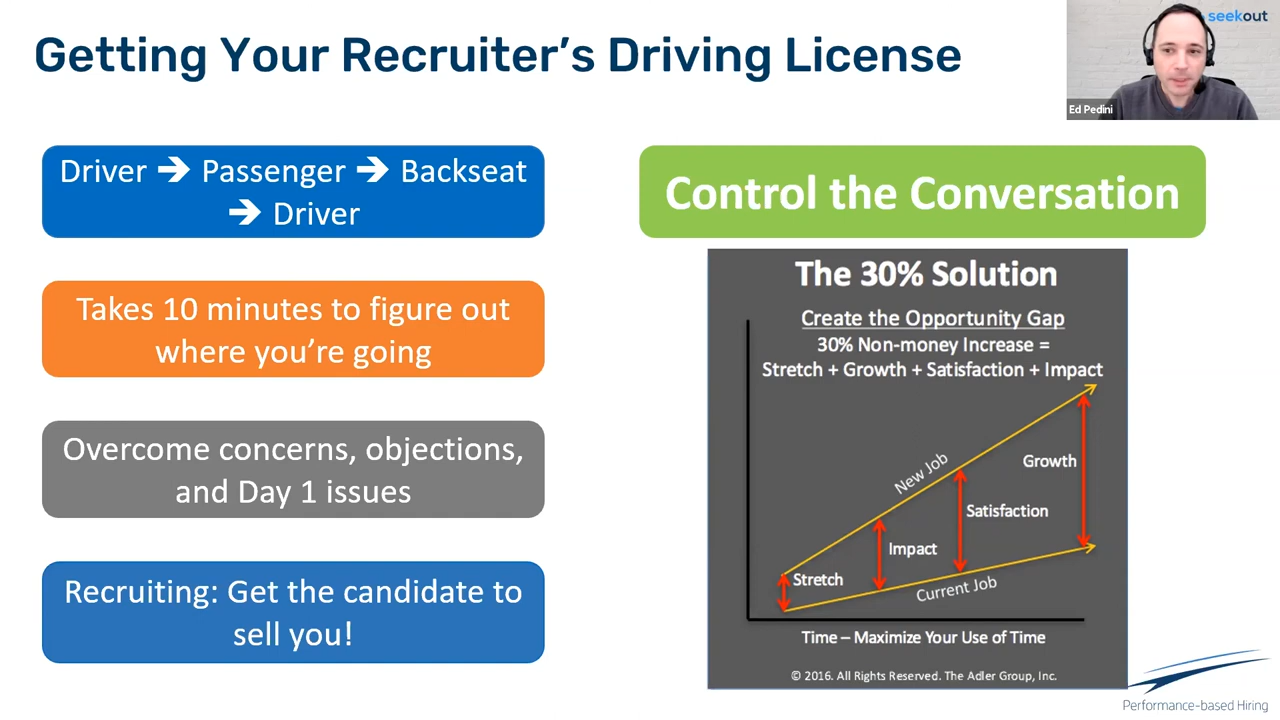 Getting Your Recruiter's Driving License
seekout
Ed Pedini
Driver ➔ Passenger ➔ Backseat
➔ Driver
Takes 10 minutes to figure out
where you're going
Overcome concerns, objections,
and Day 1 issues
Recruiting: Get the candidate to
sell you!
Control the Conversation
The 30% Solution
Create the Opportunity Gap
30% Non-money Increase =
Stretch + Growth + Satisfaction + Impact
New Job
Growth
Satisfaction
Impact
Stretch
Current Job
Time – Maximize Your Use of Time
© 2016. All Rights Reserved. The Adler Group, Inc.
Performance-based Hiring